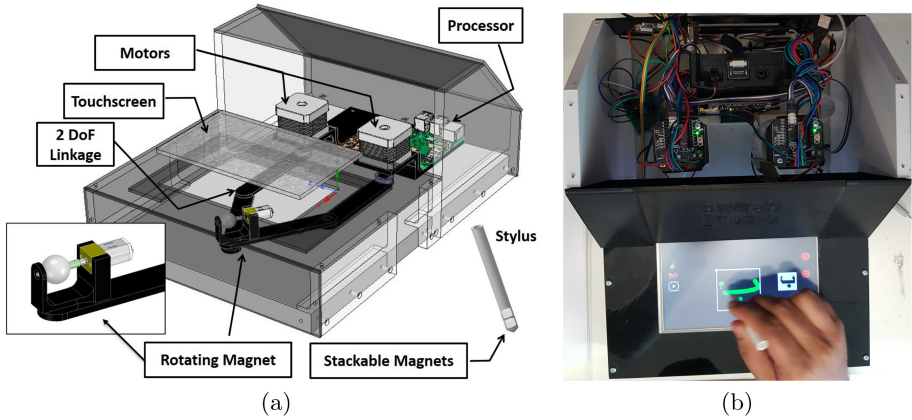 Processor
Motors
Touchscreen
2 DoF
Linkage
Stylus
Rotating Magnet
Stackable Magnets
(a)
(b)